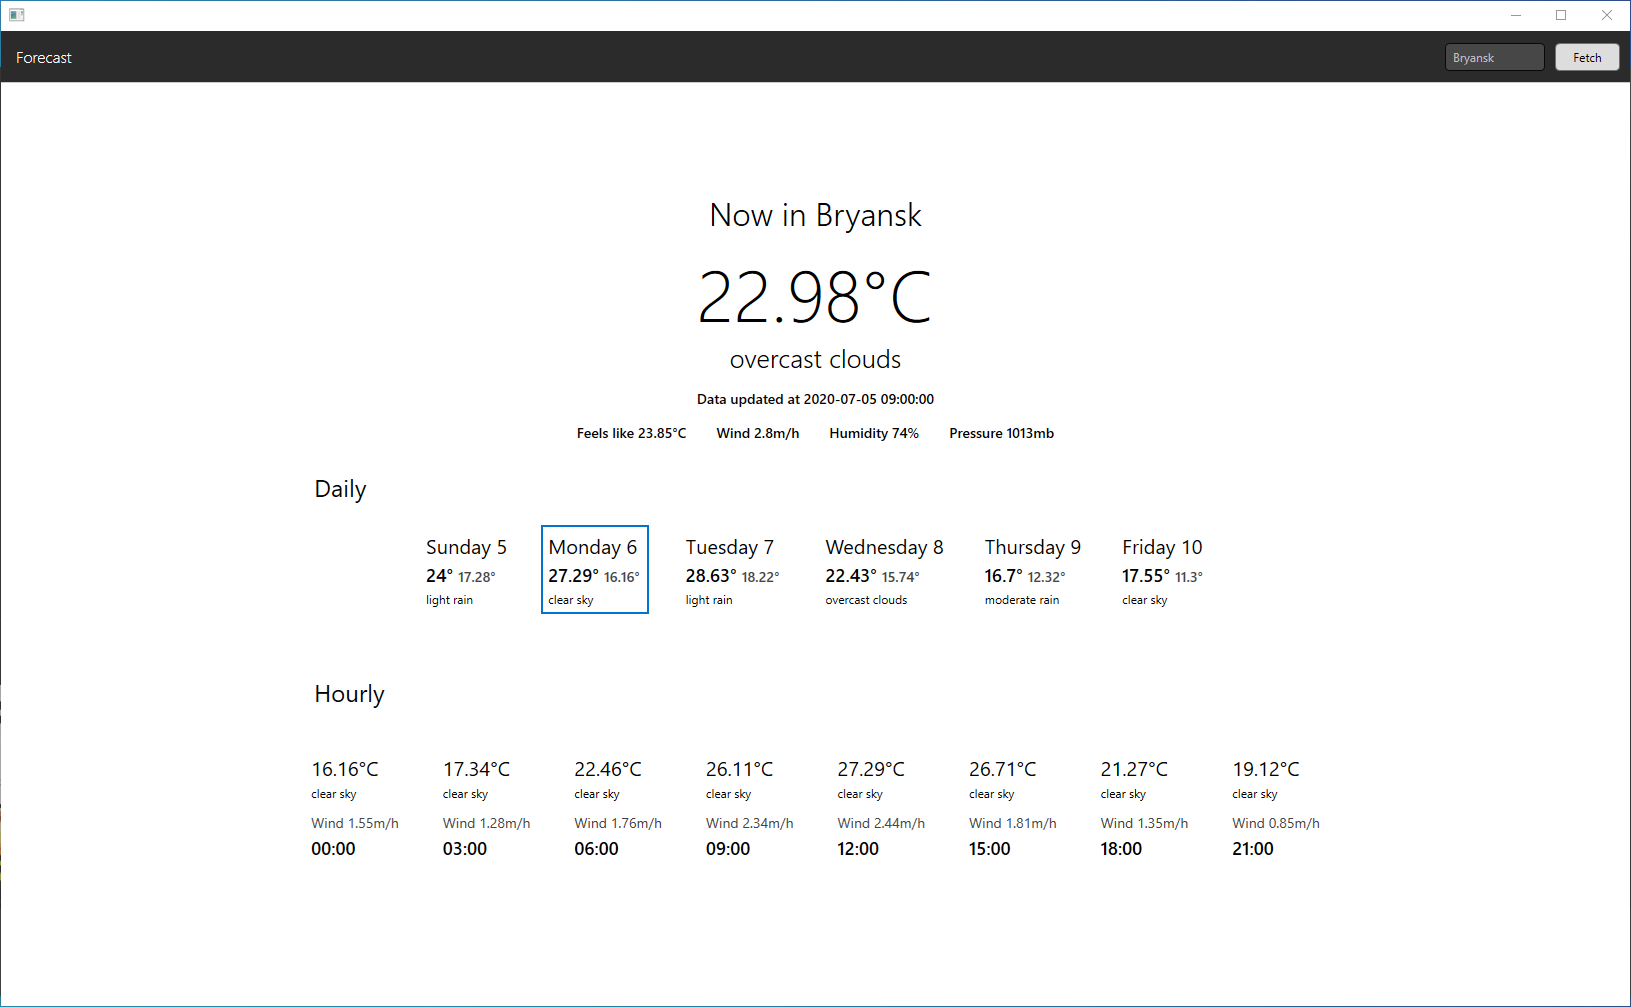 Forecast
Bryansk
Fetch
Now in Bryansk
22.98°C
overcast clouds
Data updated at 2020-07-05 09:00:00
Feels like 23.85°C Wind 2.8m/h Humidity 74% Pressure 1013mb
Daily
Sunday 5 Monday 6 Tuesday 7 Wednesday 8 Thursday 9 Friday 10
24° 17.28° 27.29° 16.16° 28.63° 18.22° 22.43° 15.74° 16.7° 12.32° 17.55° 11.3°
light rain clear sky light rain overcast clouds moderate rain clear sky
Hourly
16.16°C 17.34°C 22.46°C 26.11°C 27.29°C 26.71°C 21.27°C 19.12°C
clear sky clear sky clear sky clear sky clear sky clear sky clear sky clear sky
Wind 1.55m/h Wind 1.28m/h Wind 1.76m/h Wind 2.34m/h Wind 2.44m/h Wind 1.81m/h Wind 1.35m/h Wind 0.85m/h
00:00 03:00 06:00 09:00 12:00 15:00 18:00 21:00